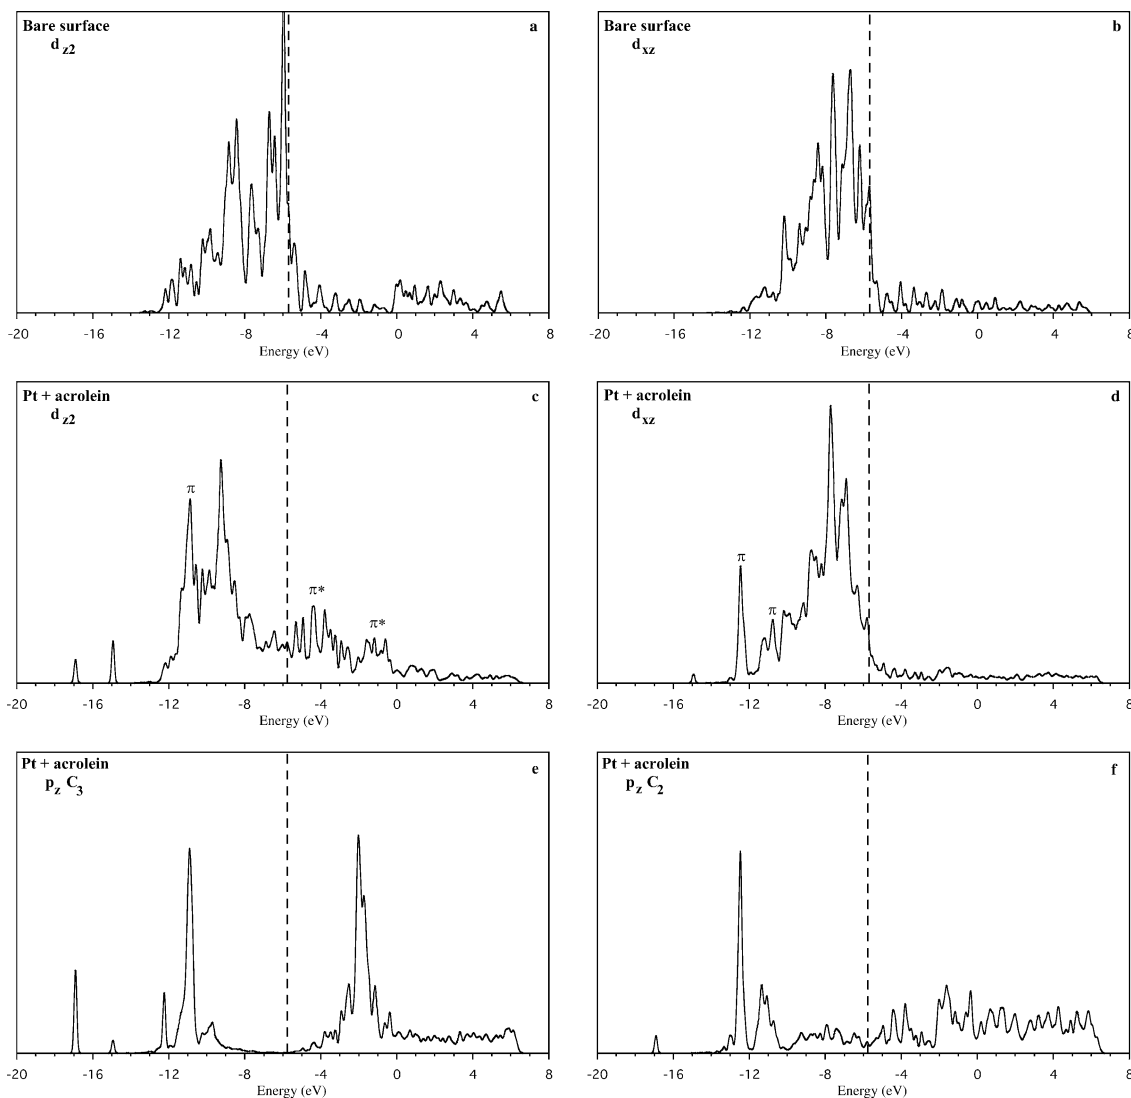 Bare surface a
d z2
-20 -16 -12 -8 -4 0 4 8
Energy (eV)
Bare surface b
d xz
-20 -16 -12 -8 -4 0 4 8
Energy (eV)
Pt + acrolein c
d z2
π
π*
π*
-20 -16 -12 -8 -4 0 4 8
Energy (eV)
Pt + acrolein d
d xz
π
π
-20 -16 -12 -8 -4 0 4 8
Energy (eV)
Pt + acrolein e
p z C 3
-20 -16 -12 -8 -4 0 4 8
Energy (eV)
Pt + acrolein f
p z C 2
-20 -16 -12 -8 -4 0 4 8
Energy (eV)